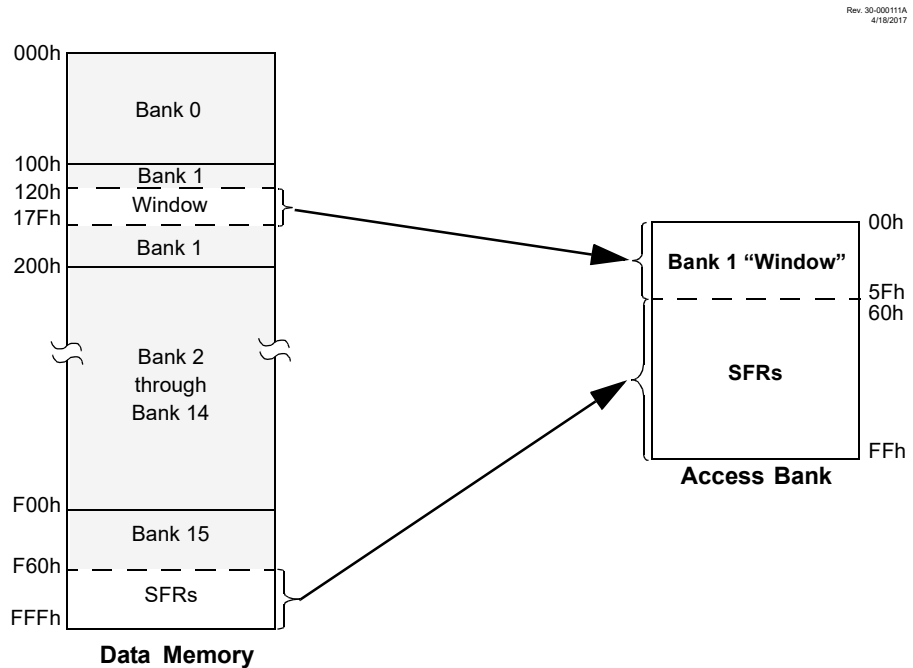 Rev. 30-000111A
4/18/2017
000h
Bank 0
100h
Bank 1
120h
Window
17Fh
Bank 1
200h
Bank 2
through
Bank 14
F00h
Bank 15
F60h
SFRs
FFFh
Data Memory
00h
Bank 1 “Window”
5Fh
60h
SFRs
FFh
Access Bank